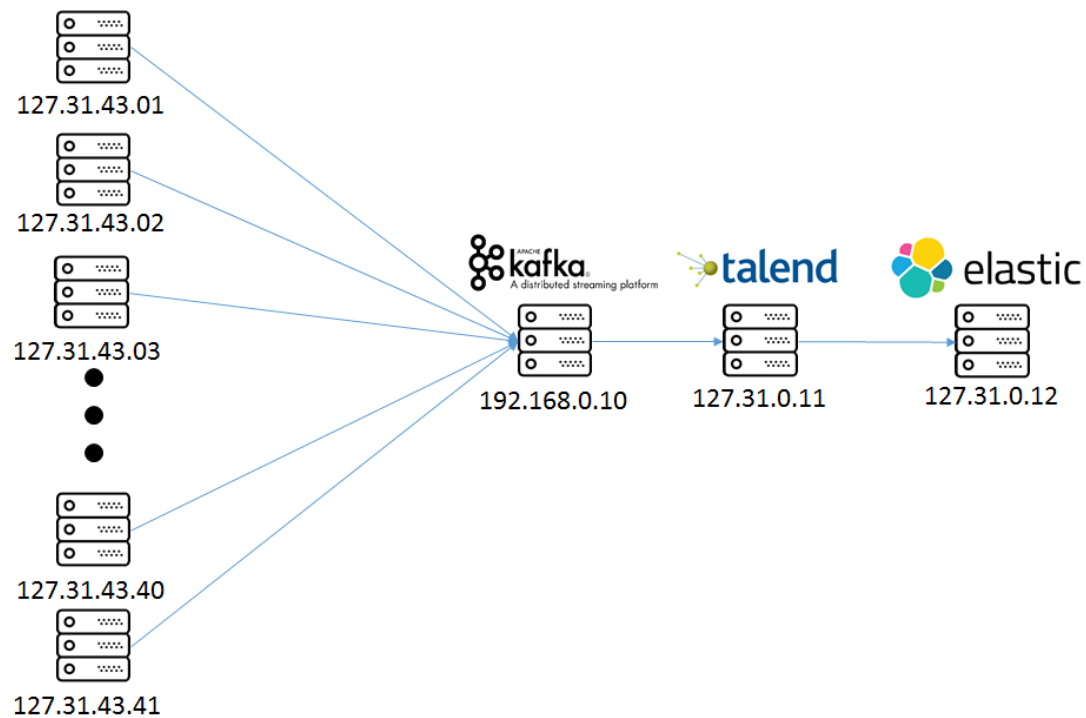 127.31.43.01
127.31.43.02
127.31.43.03
127.31.43.40
127.31.43.41
APACHE
kafka®
A distributed streaming platform
192.168.0.10
talend
127.31.0.11
elastic
127.31.0.12